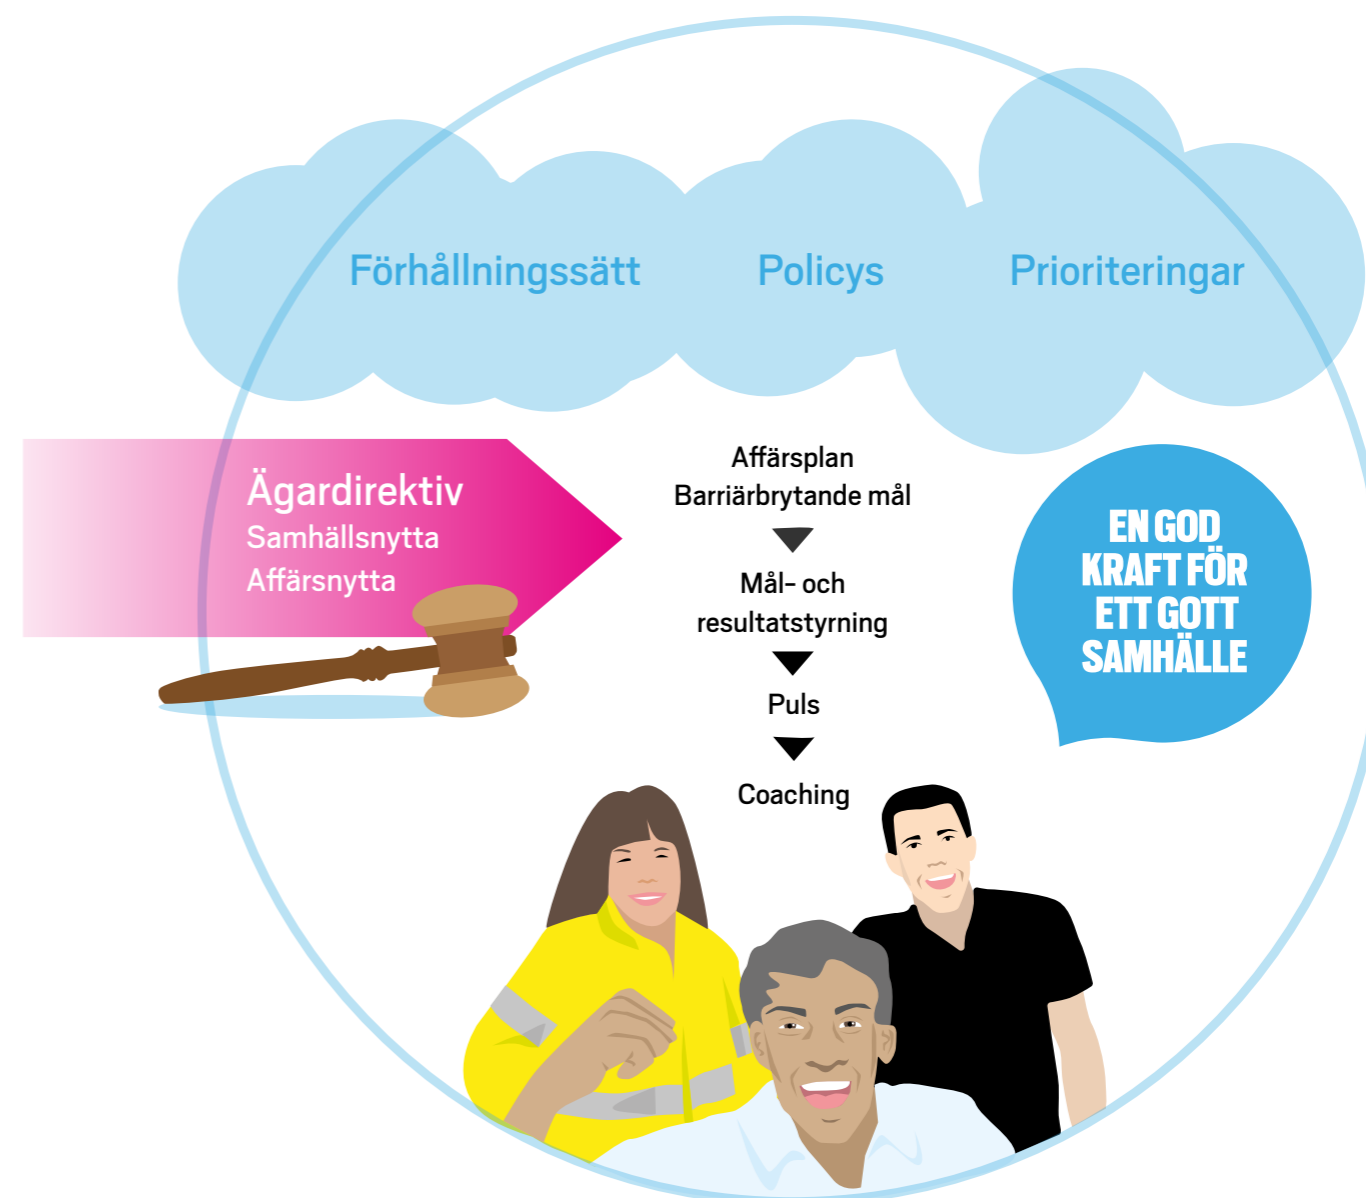 Förhållningssätt
Policys
Prioriteringar
Ägardirektiv
Samhällsnytta
Affärsnytta
Affärsplan
Barriärbrytande mål
Mål- och
resultatstyrning
Puls
Coaching
EN GOD
KRAFT FÖR
ETT GOTT
SAMHÄLLE